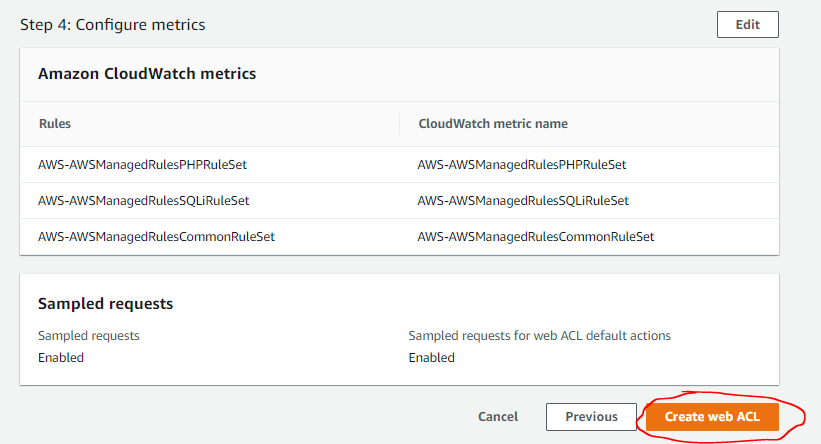 Step 4: Configure metrics
Edit
Amazon CloudWatch metrics
Rules CloudWatch metric name
AWS-AWSManagedRulesPHPRuleSet AWS-AWSManagedRulesPHPRuleSet
AWS-AWSManagedRulesSQLiRuleSet AWS-AWSManagedRulesSQLiRuleSet
AWS-AWSManagedRulesCommonRuleSet AWS-AWSManagedRulesCommonRuleSet
Sampled requests
Sampled requests Sampled requests for web ACL default actions
Enabled Enabled
Cancel Previous Create web ACL